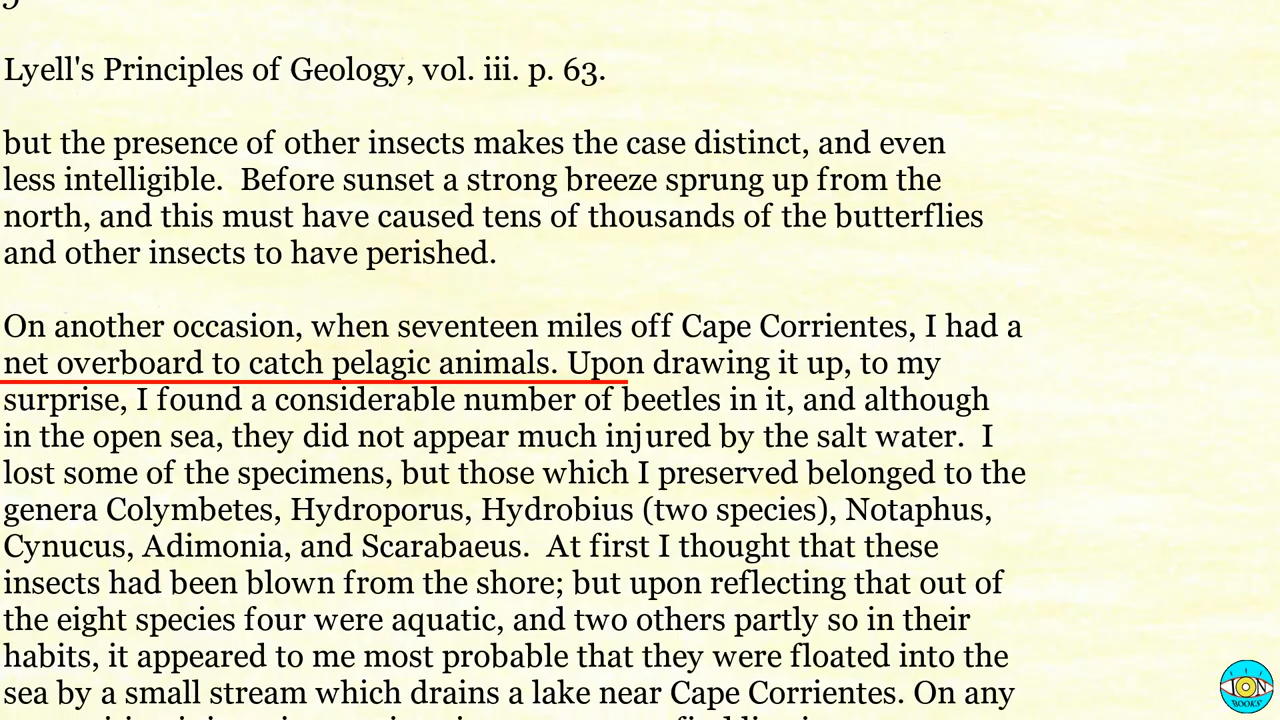 Lyell's Principles of Geology, vol. iii. p. 63.
but the presence of other insects makes the case distinct, and even
less intelligible.  Before sunset a strong breeze sprung up from the
north, and this must have caused tens of thousands of the butterflies
and other insects to have perished.
On another occasion, when seventeen miles off Cape Corrientes, I had a
net overboard to catch pelagic animals. Upon drawing it up, to my
surprise, I found a considerable number of beetles in it, and although
in the open sea, they did not appear much injured by the salt water.  I
lost some of the specimens, but those which I preserved belonged to the
genera Colymbetes, Hydroporus, Hydrobius (two species), Notaphus,
Cynucus, Adimonia, and Scarabaeus.  At first I thought that these
insects had been blown from the shore; but upon reflecting that out of
the eight species four were aquatic, and two others partly so in their
habits, it appeared to me most probable that they were floated into the
sea by a small stream which drains a lake near Cape Corrientes. On any
ION
BOOKS